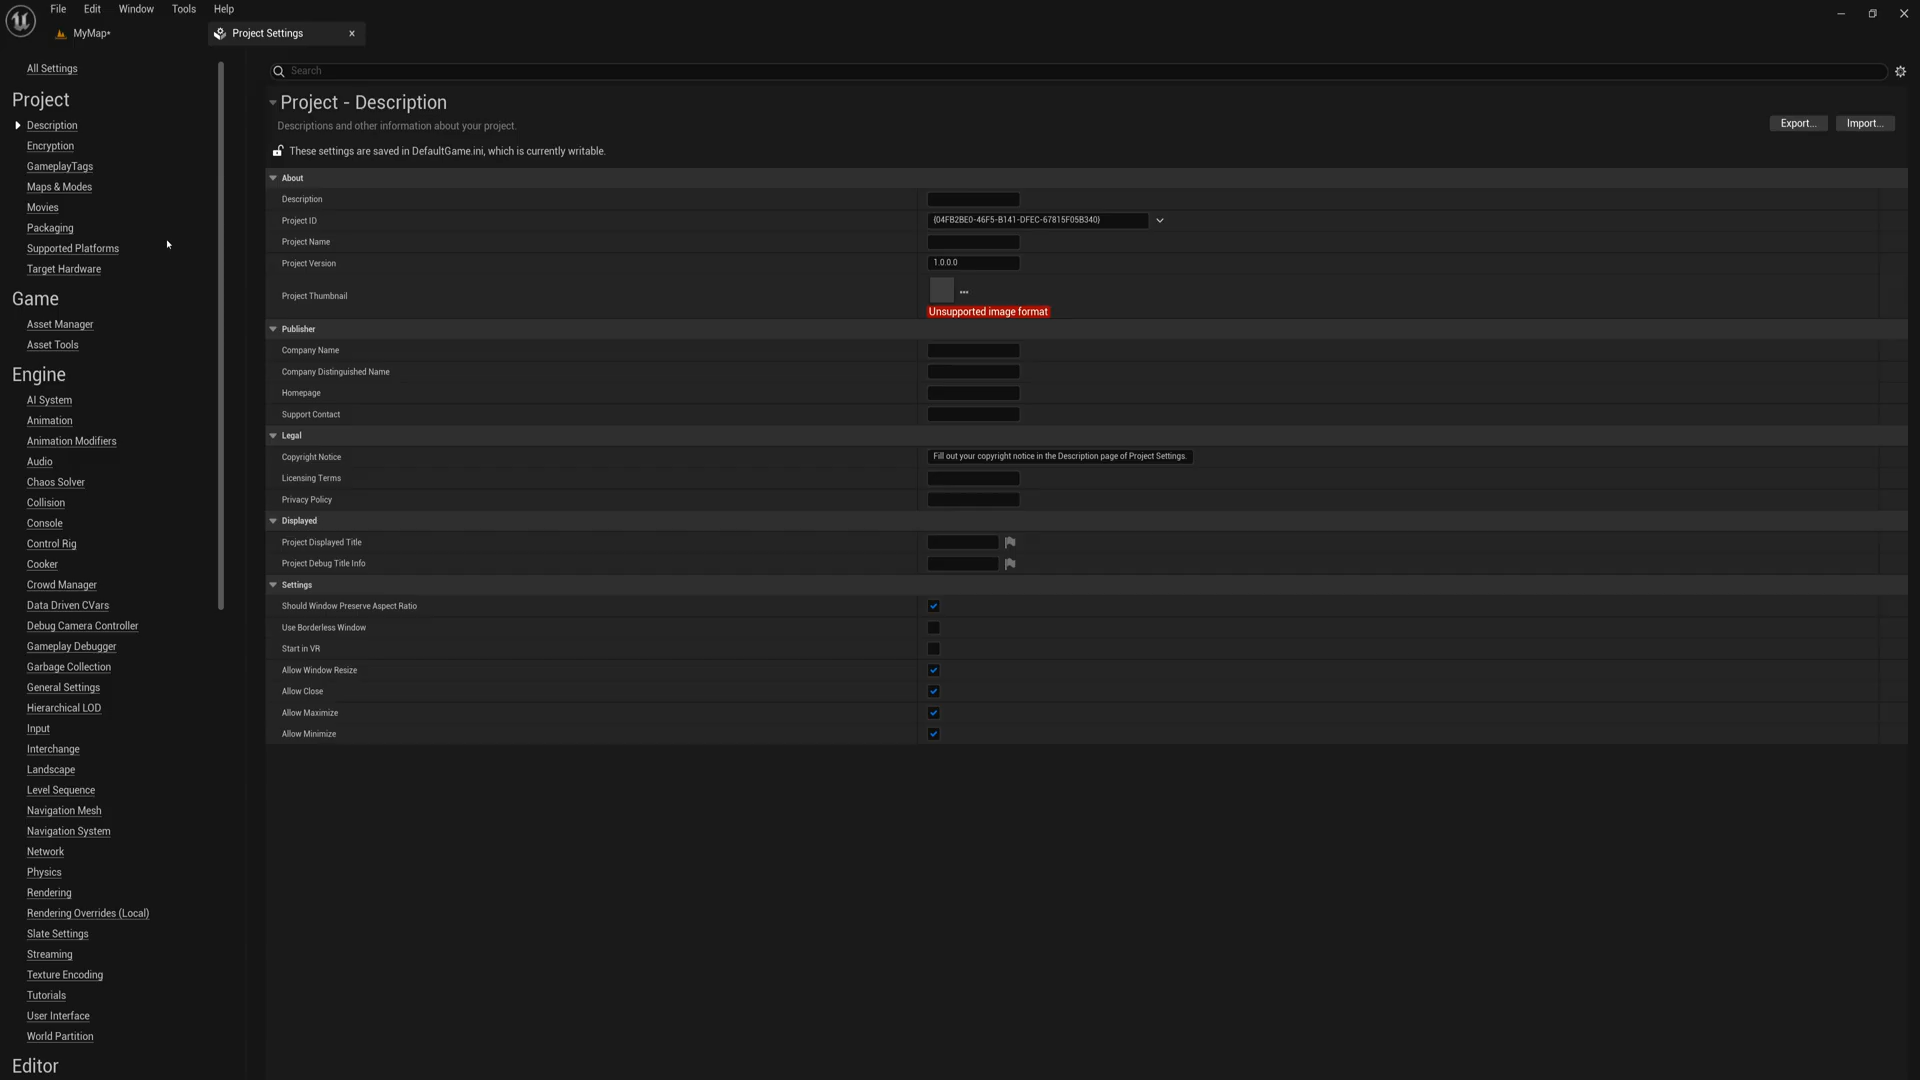 File Edit Window Tools Help
MyMap*
Project Settings
All Settings
Project
Description
Encryption
GameplayTags
Maps & Modes
Movies
Packaging
Supported Platforms
Target Hardware
Game
Asset Manager
Asset Tools
Engine
AI System
Animation
Animation Modifiers
Audio
Chaos Solver
Collision
Console
Control Rig
Cooker
Crowd Manager
Data Driven CVars
Debug Camera Controller
Gameplay Debugger
Garbage Collection
General Settings
Hierarchical LOD
Input
Interchange
Landscape
Level Sequence
Navigation Mesh
Navigation System
Network
Physics
Rendering
Rendering Overrides (Local)
Slate Settings
Streaming
Texture Encoding
Tutorials
User Interface
World Partition
Editor
Search
Project - Description
Descriptions and other information about your project.
Export... Import...
These settings are saved in DefaultGame.ini, which is currently writable.
About
Description
Project ID {04FB2BE0-46F5-B141-DFEC-67815F05B340}
Project Name
Project Version 1.0.0.0
Project Thumbnail
Unsupported image format
Publisher
Company Name
Company Distinguished Name
Homepage
Support Contact
Legal
Copyright Notice Fill out your copyright notice in the Description page of Project Settings.
Licensing Terms
Privacy Policy
Displayed
Project Displayed Title
Project Debug Title Info
Settings
Should Window Preserve Aspect Ratio
Use Borderless Window
Start in VR
Allow Window Resize
Allow Close
Allow Maximize
Allow Minimize